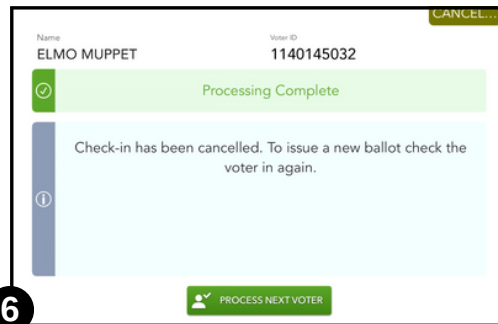 CANCEL...
Name
Voter ID
ELMO MUPPET
1140145032
Processing Complete
Check-in has been cancelled. To issue a new ballot check the
voter in again.
PROCESS NEXT VOTER
6